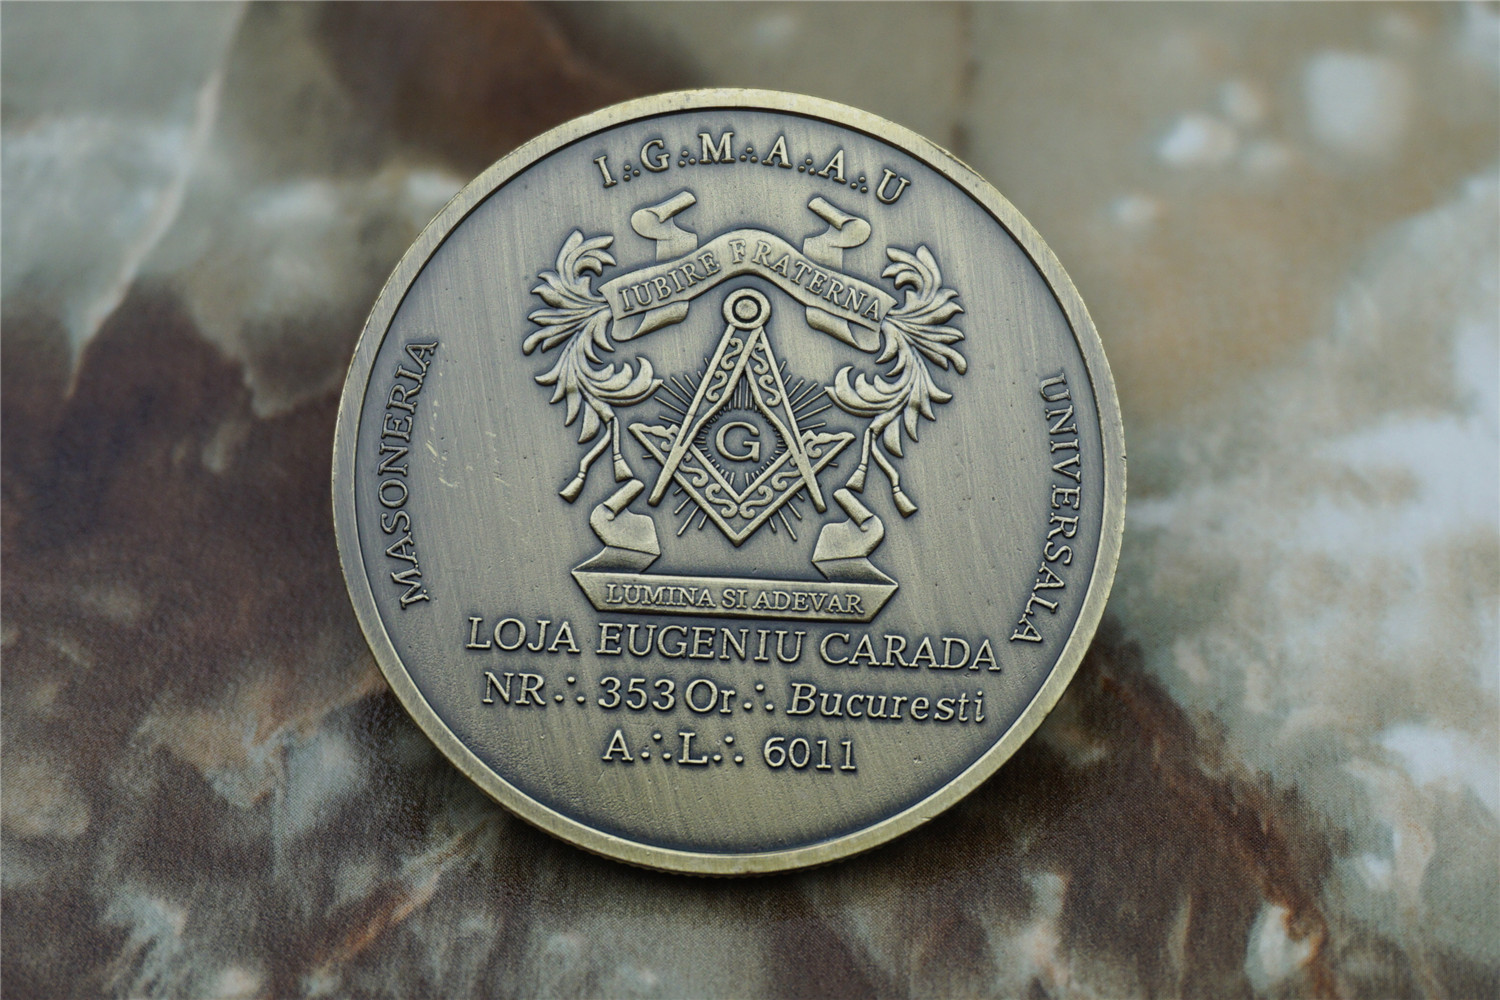 I∴G∴M∴A∴A∴U
IUBIRE FRATERNA
MASONERIA
UNIVERSALA
G
LUMINA SI ADEVAR
LOJA EUGENIU CARADA
NR∴353 Or∴Bucuresti
A∴L∴ 6011